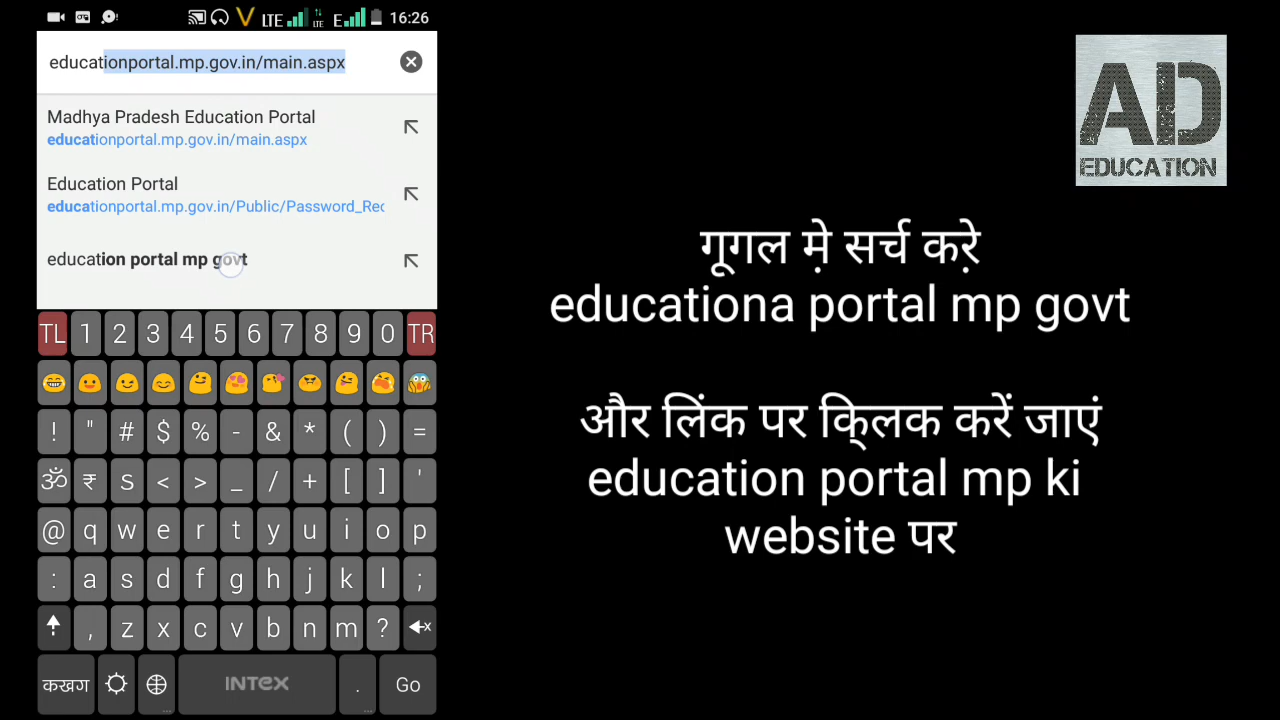 LTE LTE E 16:26
educationportal.mp.gov.in/main.aspx
Madhya Pradesh Education Portal
educationportal.mp.gov.in/main.aspx
Education Portal
educationportal.mp.gov.in/Public/Password_Rec
education portal mp govt
TL 1 2 3 4 5 6 7 8 9 0 TR
! " # $ % - & * ( ) =
ॐ ₹ S < > _ / + [ ] '
@ q w e r t y u i o p
: a s d f g h j k l ;
, z x c v b n m ?
कखग INTEX . Go
AD
EDUCATION
गूगल मे़ सर्च करे़
educationa portal mp govt
और लिंक पर क्लिक करें जाएं
education portal mp ki
website पर